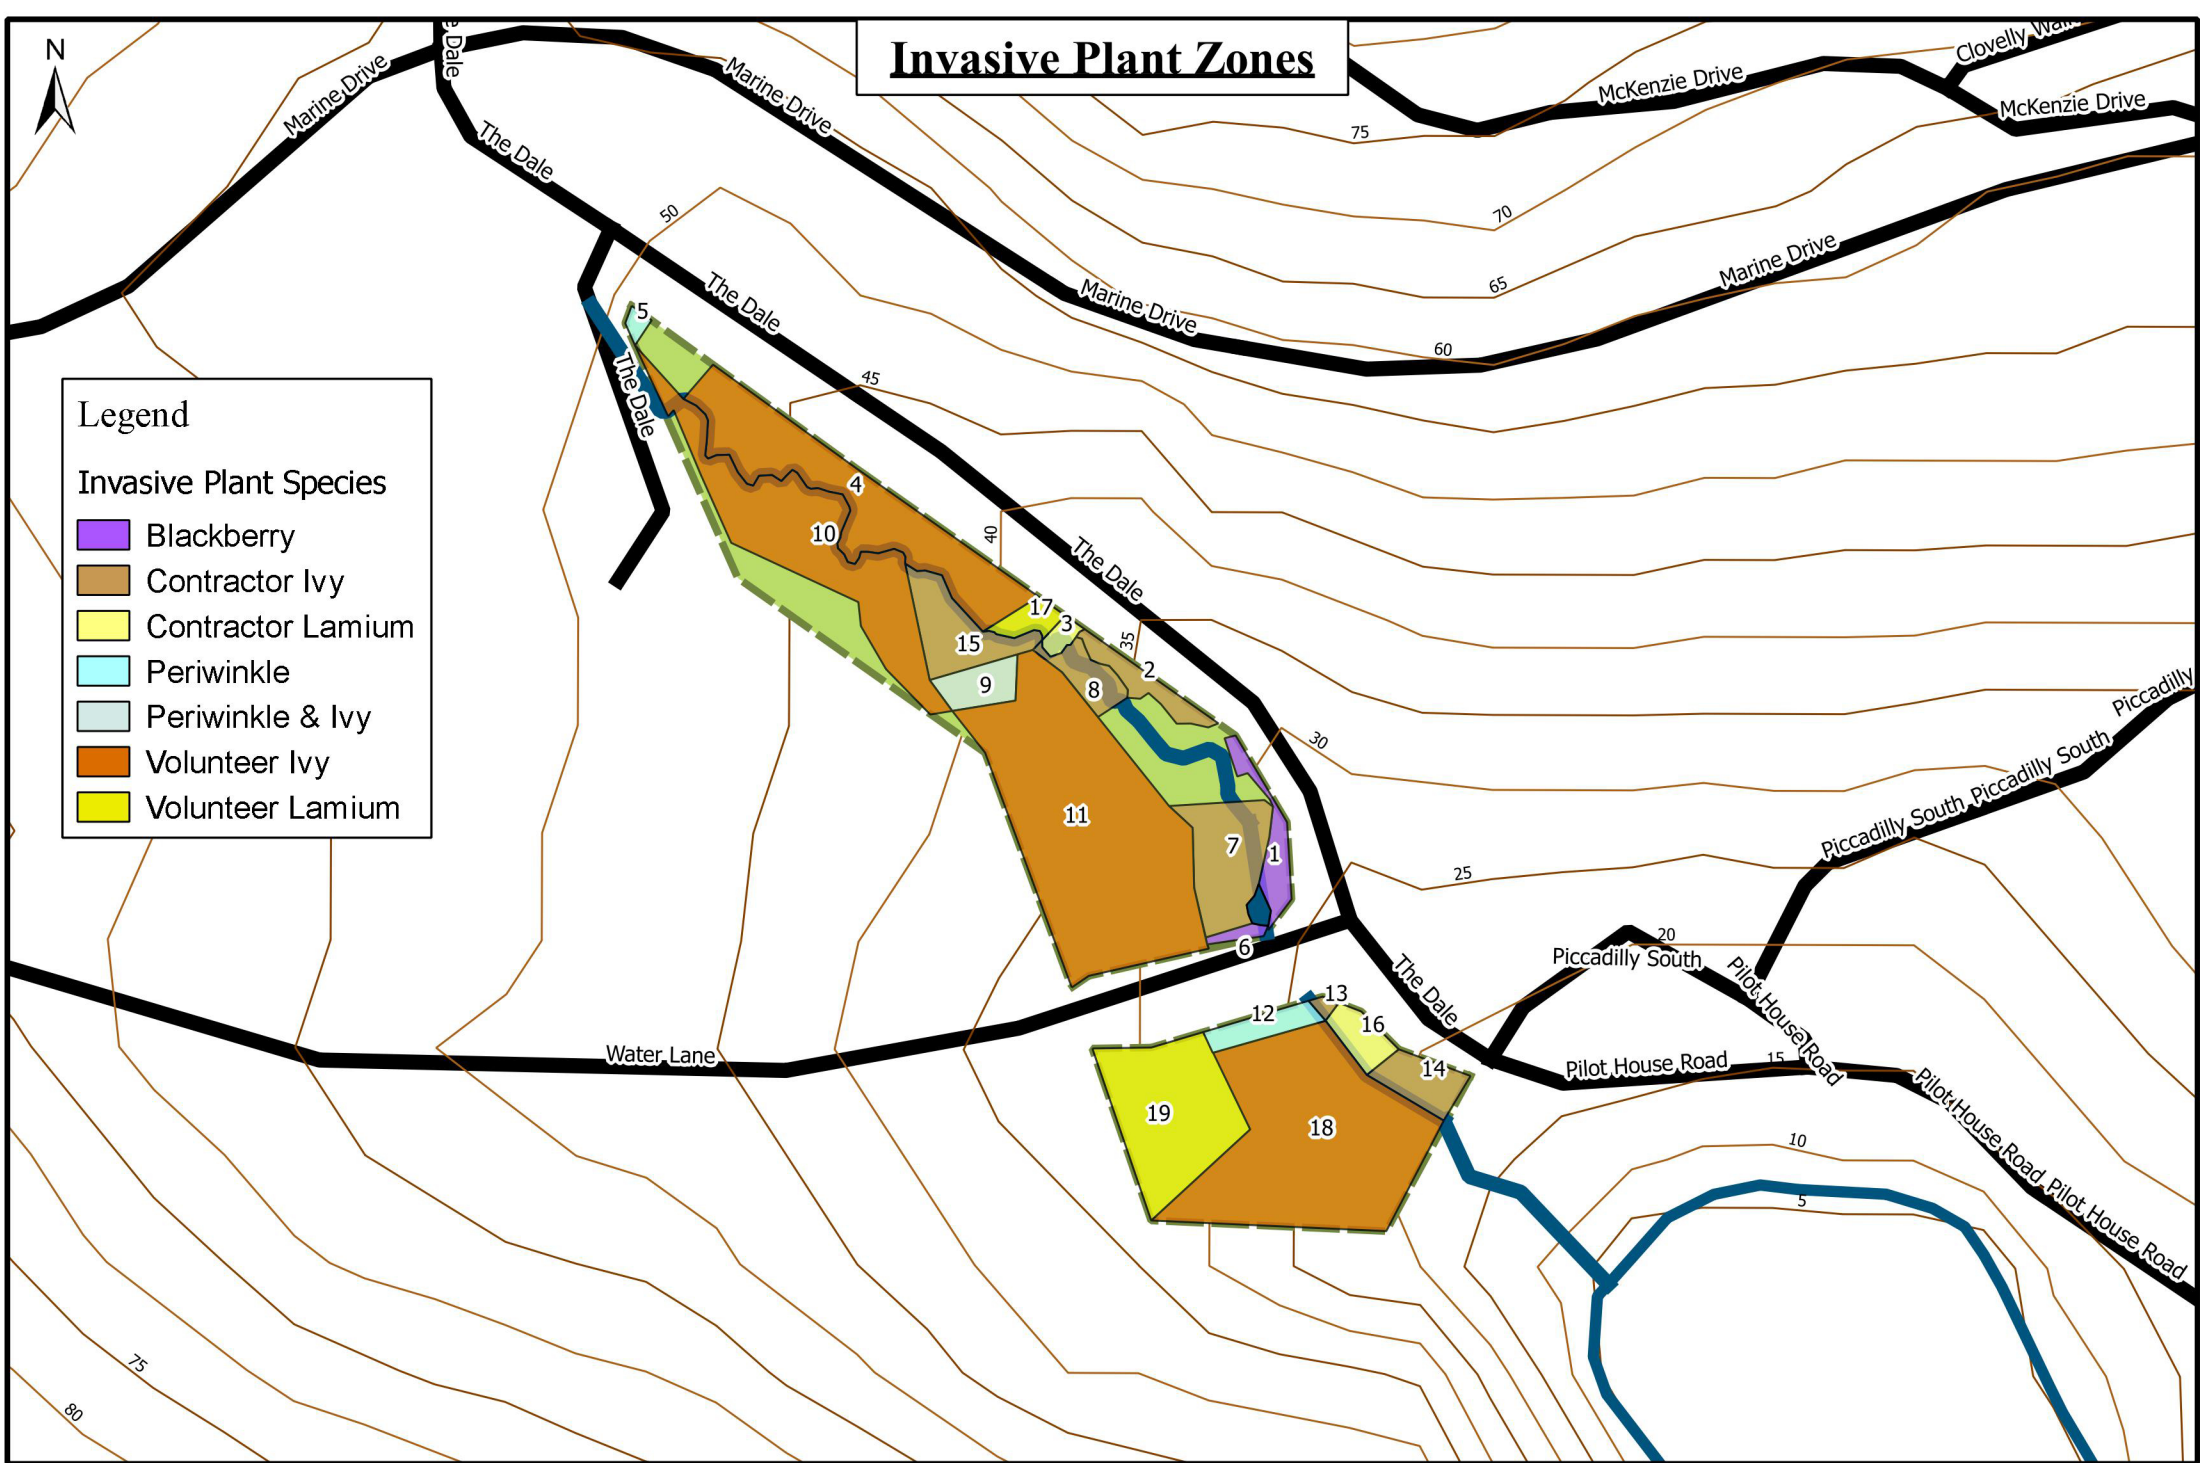 Invasive Plant Zones
N
Legend
Invasive Plant Species
Blackberry
Contractor Ivy
Contractor Lamium
Periwinkle
Periwinkle & Ivy
Volunteer Ivy
Volunteer Lamium
Dale
Marine Drive
Marine Drive
McKenzie Drive
Clovelly
McKenzie Drive
75
The Dale
50
70
Marine Drive
65
The Dale
Marine Drive
60
5
The Dale
45
4
10
40
The Dale
17
3
35
15
2
9
8
Piccadilly
30
Piccadilly South
Piccadilly South
11
7
1
25
6
20
Piccadilly South
The Dale
Pilot House Road
13
12
16
Water Lane
14
Pilot House Road
15
19
18
Pilot House Road
10
5
Pilot House Road
75
80